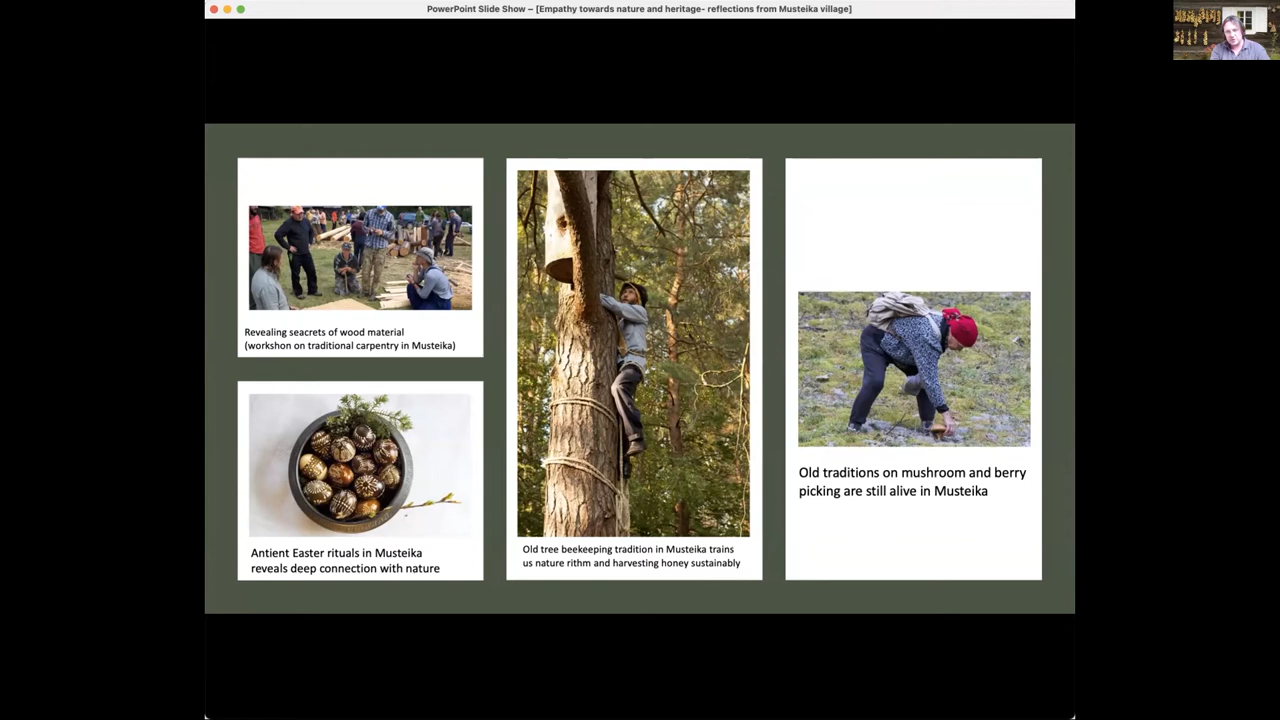 PowerPoint Slide Show – [Empathy towards nature and heritage- reflections from Musteika village]
Revealing seacrets of wood material
(workshon on traditional carpentry in Musteika)
Antient Easter rituals in Musteika
reveals deep connection with nature
Old tree beekeeping tradition in Musteika trains
us nature rithm and harvesting honey sustainably
Old traditions on mushroom and berry
picking are still alive in Musteika